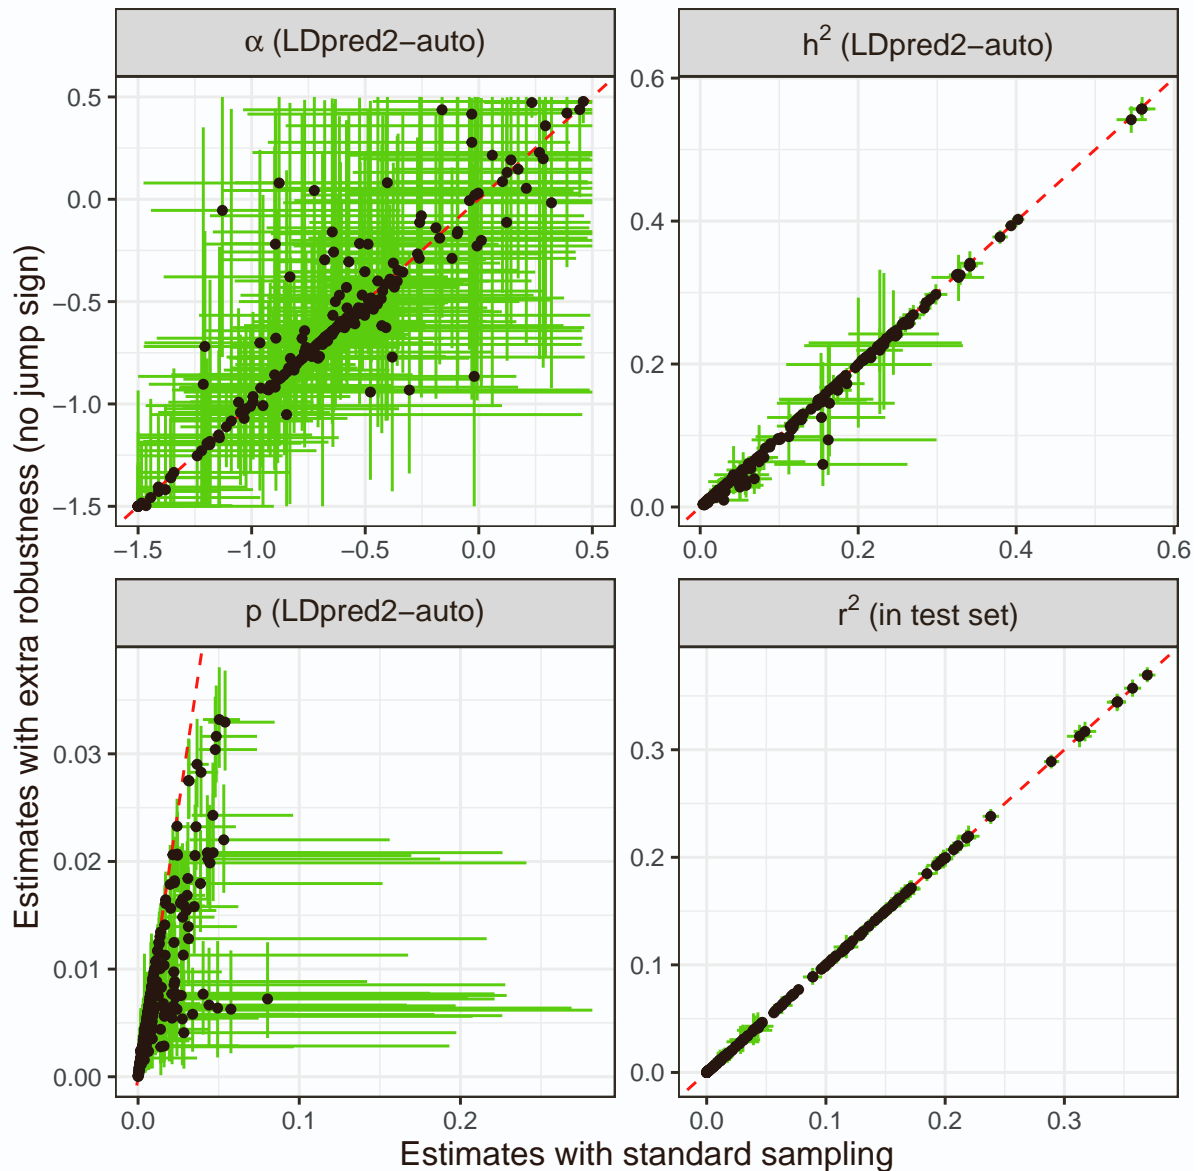 α (LDpred2−auto)
h² (LDpred2−auto)
0.5
0.0
−0.5
−1.0
−1.5
−1.5 −1.0 −0.5 0.0 0.5
0.6
0.4
0.2
0.0
0.0 0.2 0.4 0.6
p (LDpred2−auto)
r² (in test set)
0.03
0.02
0.01
0.00
0.0 0.1 0.2
0.3
0.2
0.1
0.0
0.0 0.1 0.2 0.3
Estimates with extra robustness (no jump sign)
Estimates with standard sampling